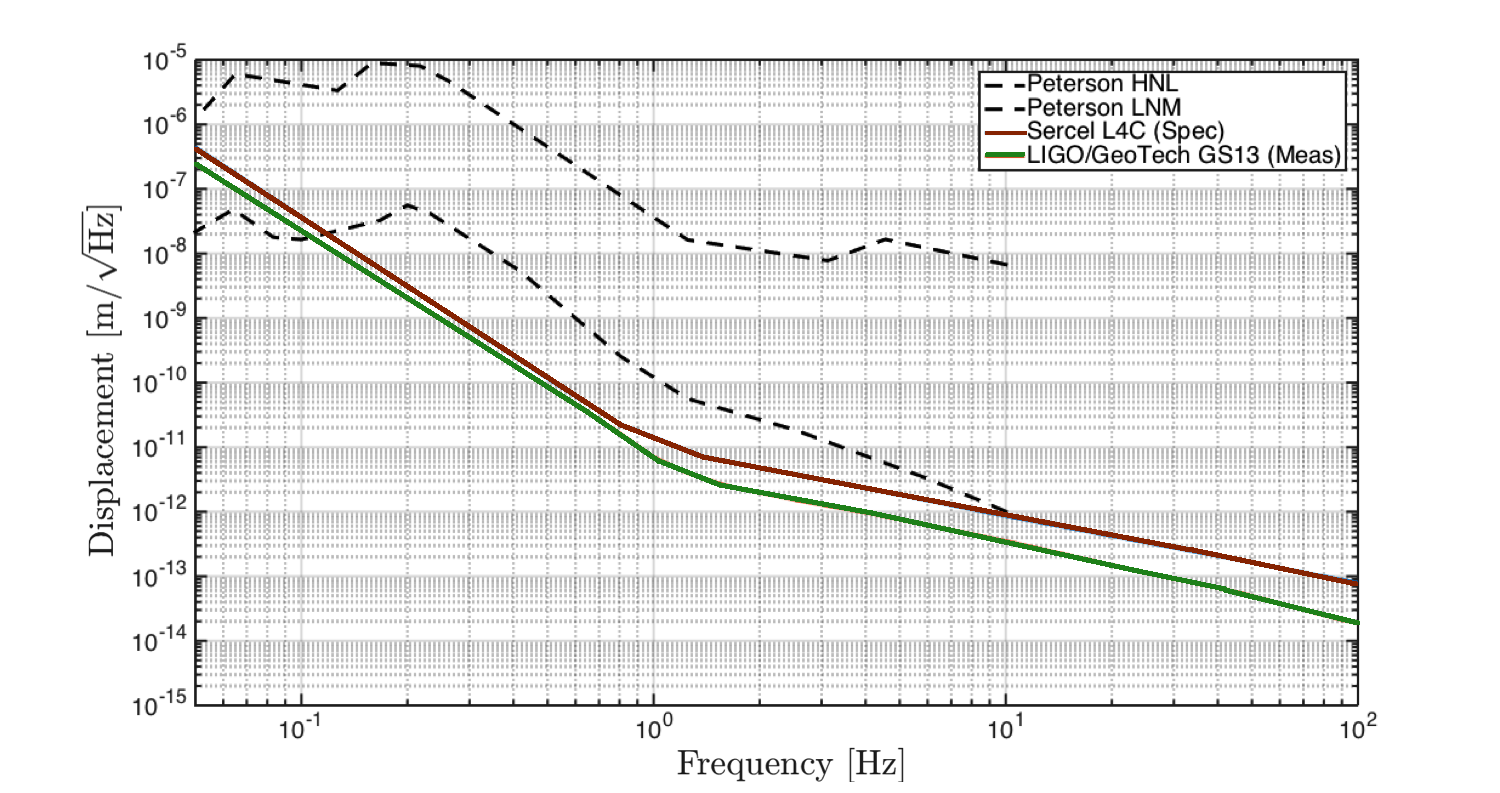 10^-5
10^-6
10^-7
10^-8
10^-9
10^-10
10^-11
10^-12
10^-13
10^-14
10^-15
Displacement [m/√Hz]
Peterson HNL
Peterson LNM
Sercel L4C (Spec)
LIGO/GeoTech GS13 (Meas)
10^-1
10^0
10^1
10^2
Frequency [Hz]